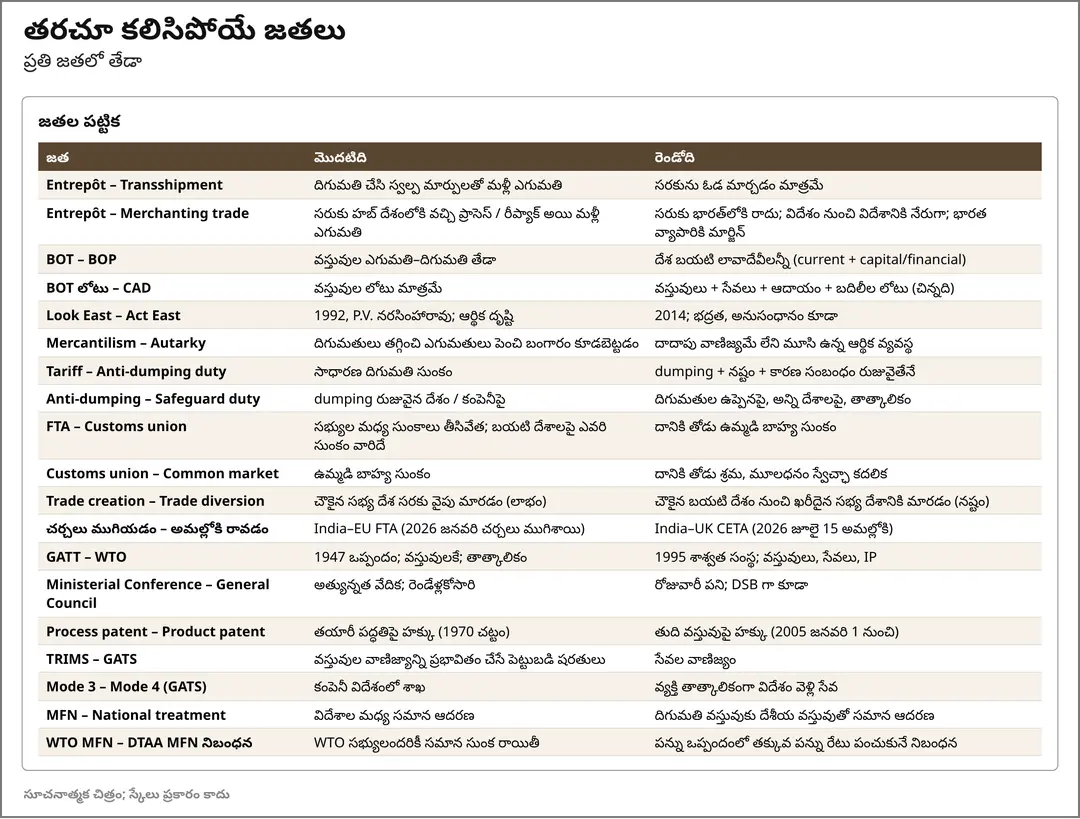 తరచూ కలిసిపోయే జతలు
ప్రతి జతలో తేడా
జతల పట్టిక
జత మొదటిది రెండోది
Entrepôt – Transshipment దిగుమతి చేసి స్వల్ప మార్పులతో మళ్లీ ఎగుమతి సరకును ఓడ మార్చడం మాత్రమే
Entrepôt – Merchanting trade సరుకు హబ్ దేశంలోకి వచ్చి ప్రాసెస్ / రీప్యాక్ అయి మళ్లీ ఎగుమతి సరుకు భారత్‌లోకి రాదు; విదేశం నుంచి విదేశానికి నేరుగా; భారత వ్యాపారికి మార్జిన్
BOT – BOP వస్తువుల ఎగుమతి–దిగుమతి తేడా దేశ బయటి లావాదేవీలన్నీ (current + capital/financial)
BOT లోటు – CAD వస్తువుల లోటు మాత్రమే వస్తువులు + సేవలు + ఆదాయం + బదిలీల లోటు (చిన్నది)
Look East – Act East 1992, P.V. నరసింహారావు; ఆర్థిక దృష్టి 2014; భద్రత, అనుసంధానం కూడా
Mercantilism – Autarky దిగుమతులు తగ్గించి ఎగుమతులు పెంచి బంగారం కూడబెట్టడం దాదాపు వాణిజ్యమే లేని మూసి ఉన్న ఆర్థిక వ్యవస్థ
Tariff – Anti-dumping duty సాధారణ దిగుమతి సుంకం dumping + నష్టం + కారణ సంబంధం రుజువైతేనే
Anti-dumping – Safeguard duty dumping రుజువైన దేశం / కంపెనీపై దిగుమతుల ఉప్పెనపై, అన్ని దేశాలపై, తాత్కాలికం
FTA – Customs union సభ్యుల మధ్య సుంకాలు తీసివేత; బయటి దేశాలపై ఎవరి సుంకం వారిదే దానికి తోడు ఉమ్మడి బాహ్య సుంకం
Customs union – Common market ఉమ్మడి బాహ్య సుంకం దానికి తోడు శ్రమ, మూలధనం స్వేచ్ఛా కదలిక
Trade creation – Trade diversion చౌకైన సభ్య దేశ సరకు వైపు మారడం (లాభం) చౌకైన బయటి దేశం నుంచి ఖరీదైన సభ్య దేశానికి మారడం (నష్టం)
చర్చలు ముగియడం – అమల్లోకి రావడం India–EU FTA (2026 జనవరి చర్చలు ముగిశాయి) India–UK CETA (2026 జూలై 15 అమల్లోకి)
GATT – WTO 1947 ఒప్పందం; వస్తువులకే; తాత్కాలికం 1995 శాశ్వత సంస్థ; వస్తువులు, సేవలు, IP
Ministerial Conference – General Council అత్యున్నత వేదిక; రెండేళ్లకోసారి రోజువారీ పని; DSB గా కూడా
Process patent – Product patent తయారీ పద్ధతిపై హక్కు (1970 చట్టం) తుది వస్తువుపై హక్కు (2005 జనవరి 1 నుంచి)
TRIMS – GATS వస్తువుల వాణిజ్యాన్ని ప్రభావితం చేసే పెట్టుబడి షరతులు సేవల వాణిజ్యం
Mode 3 – Mode 4 (GATS) కంపెనీ విదేశంలో శాఖ వ్యక్తి తాత్కాలికంగా విదేశం వెళ్లి సేవ
MFN – National treatment విదేశాల మధ్య సమాన ఆదరణ దిగుమతి వస్తువుకు దేశీయ వస్తువుతో సమాన ఆదరణ
WTO MFN – DTAA MFN నిబంధన WTO సభ్యులందరికీ సమాన సుంక రాయితీ పన్ను ఒప్పందంలో తక్కువ పన్ను రేటు పంచుకునే నిబంధన
సూచనాత్మక చిత్రం; స్కేలు ప్రకారం కాదు